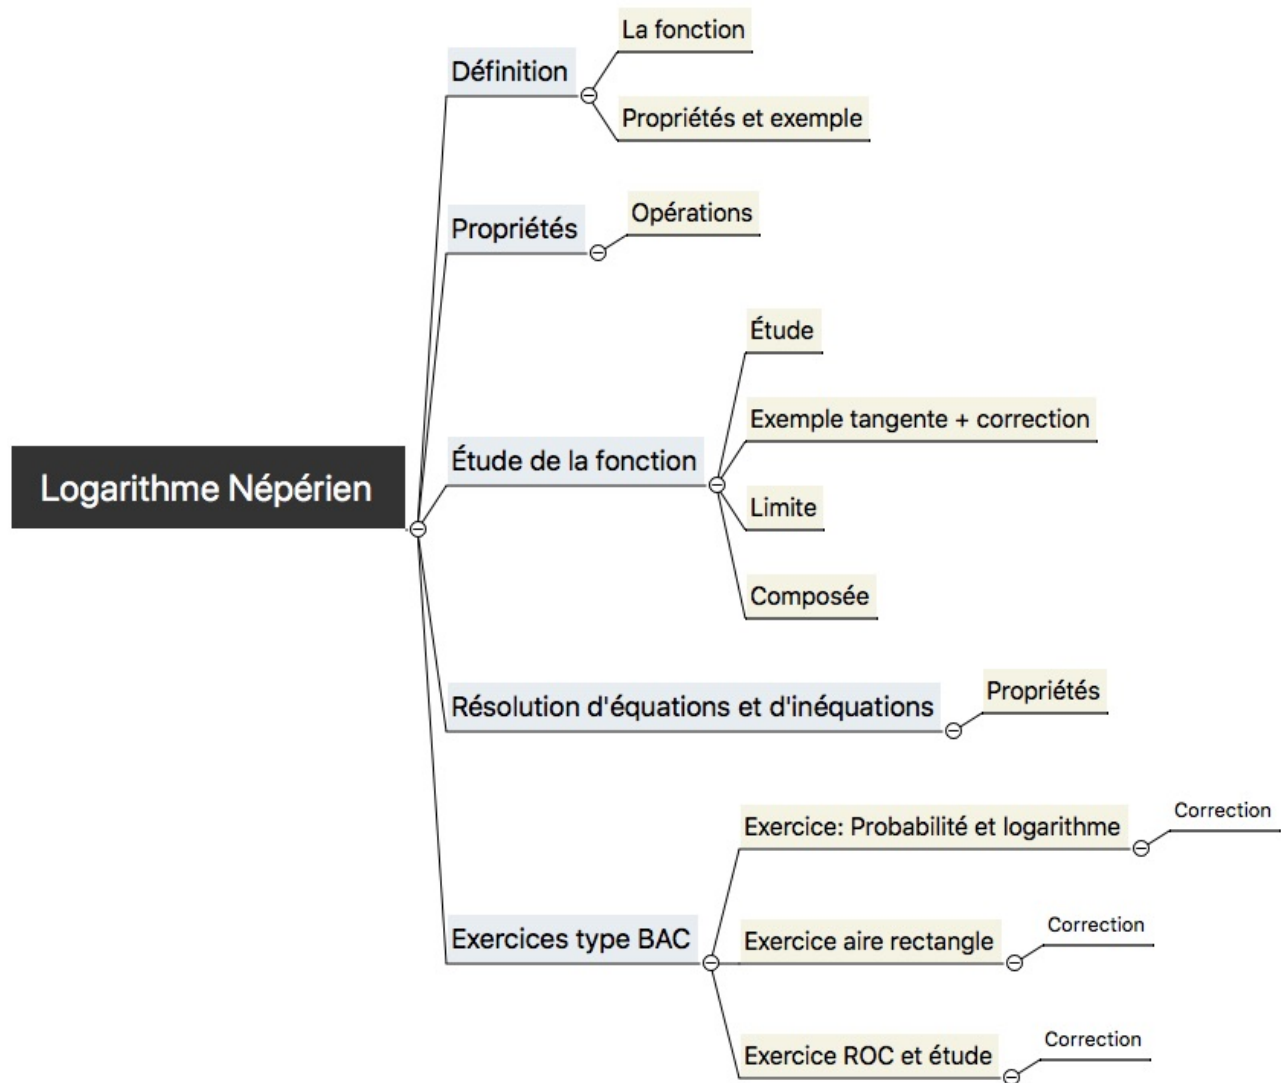 Logarithme Népérien
Définition
La fonction
Propriétés et exemple
Propriétés
Opérations
Étude de la fonction
Étude
Exemple tangente + correction
Limite
Composée
Résolution d'équations et d'inéquations
Propriétés
Exercices type BAC
Exercice: Probabilité et logarithme
Correction
Exercice aire rectangle
Correction
Exercice ROC et étude
Correction